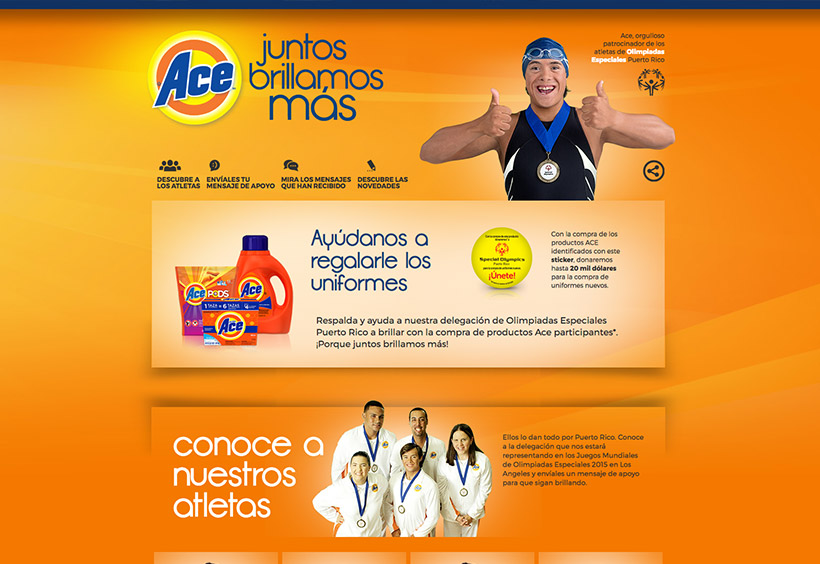 Ace
juntos
brillamos
más
Ace, orgulloso
patrocinador de los
atletas de Olimpiadas
Especiales Puerto Rico
DESCUBRE A
LOS ATLETAS
ENVÍALES TU
MENSAJE DE APOYO
MIRA LOS MENSAJES
QUE HAN RECIBIDO
DESCUBRE LAS
NOVEDADES
Ayúdanos a
regalarle los
uniformes
Special Olympics
Puerto Rico
¡Únete!
Con la compra de los
productos ACE
identificados con este
sticker, donaremos
hasta 20 mil dólares
para la compra de
uniformes nuevos.
Ace
PODS
Ace
1 TAZA = 6 TAZAS
Ace
Respalda y ayuda a nuestra delegación de Olimpiadas Especiales
Puerto Rico a brillar con la compra de productos Ace participantes*.
¡Porque juntos brillamos más!
conoce a
nuestros
atletas
Ellos lo dan todo por Puerto Rico. Conoce
a la delegación que nos estará
representando en los Juegos Mundiales
de Olimpiadas Especiales 2015 en Los
Angeles y envíales un mensaje de apoyo
para que sigan brillando.